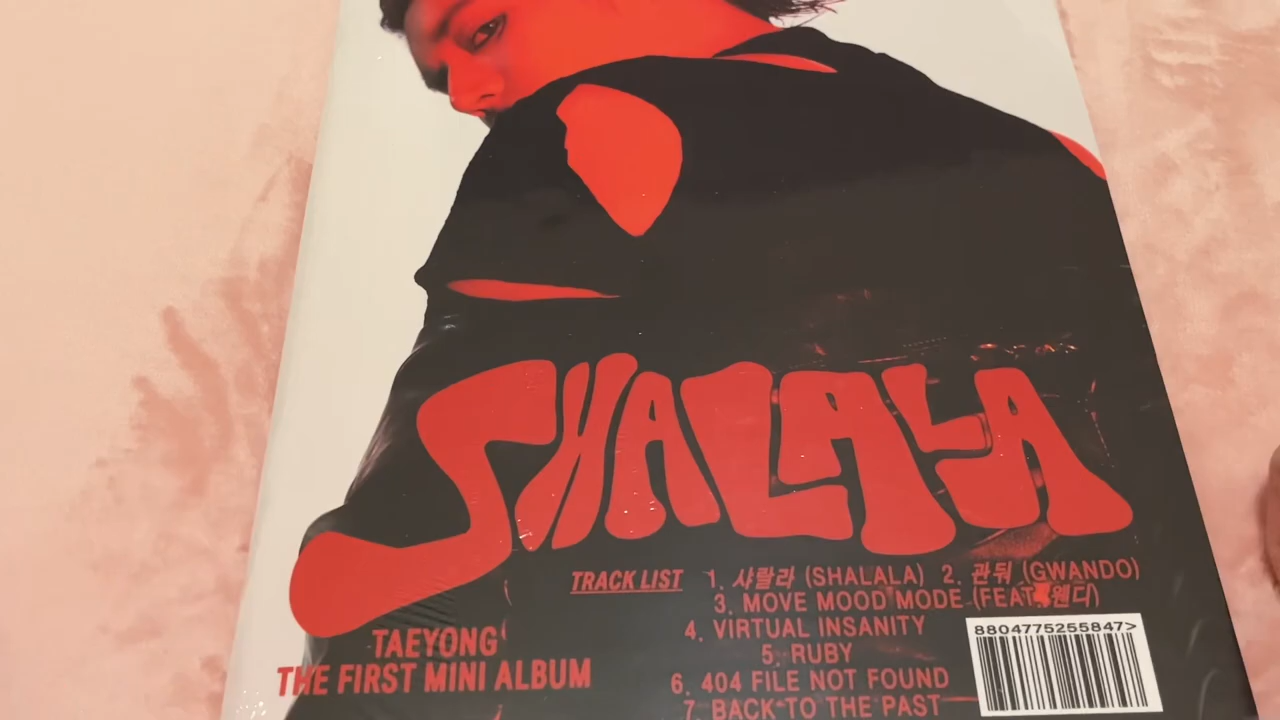 SHALALA
TRACK LIST 1. 샤랄라 (SHALALA) 2. 관둬 (GWANDO)
3. MOVE MOOD MODE (FEAT. 웬디)
4. VIRTUAL INSANITY
5. RUBY
6. 404 FILE NOT FOUND
7. BACK TO THE PAST
TAEYONG
THE FIRST MINI ALBUM
8804775255847>